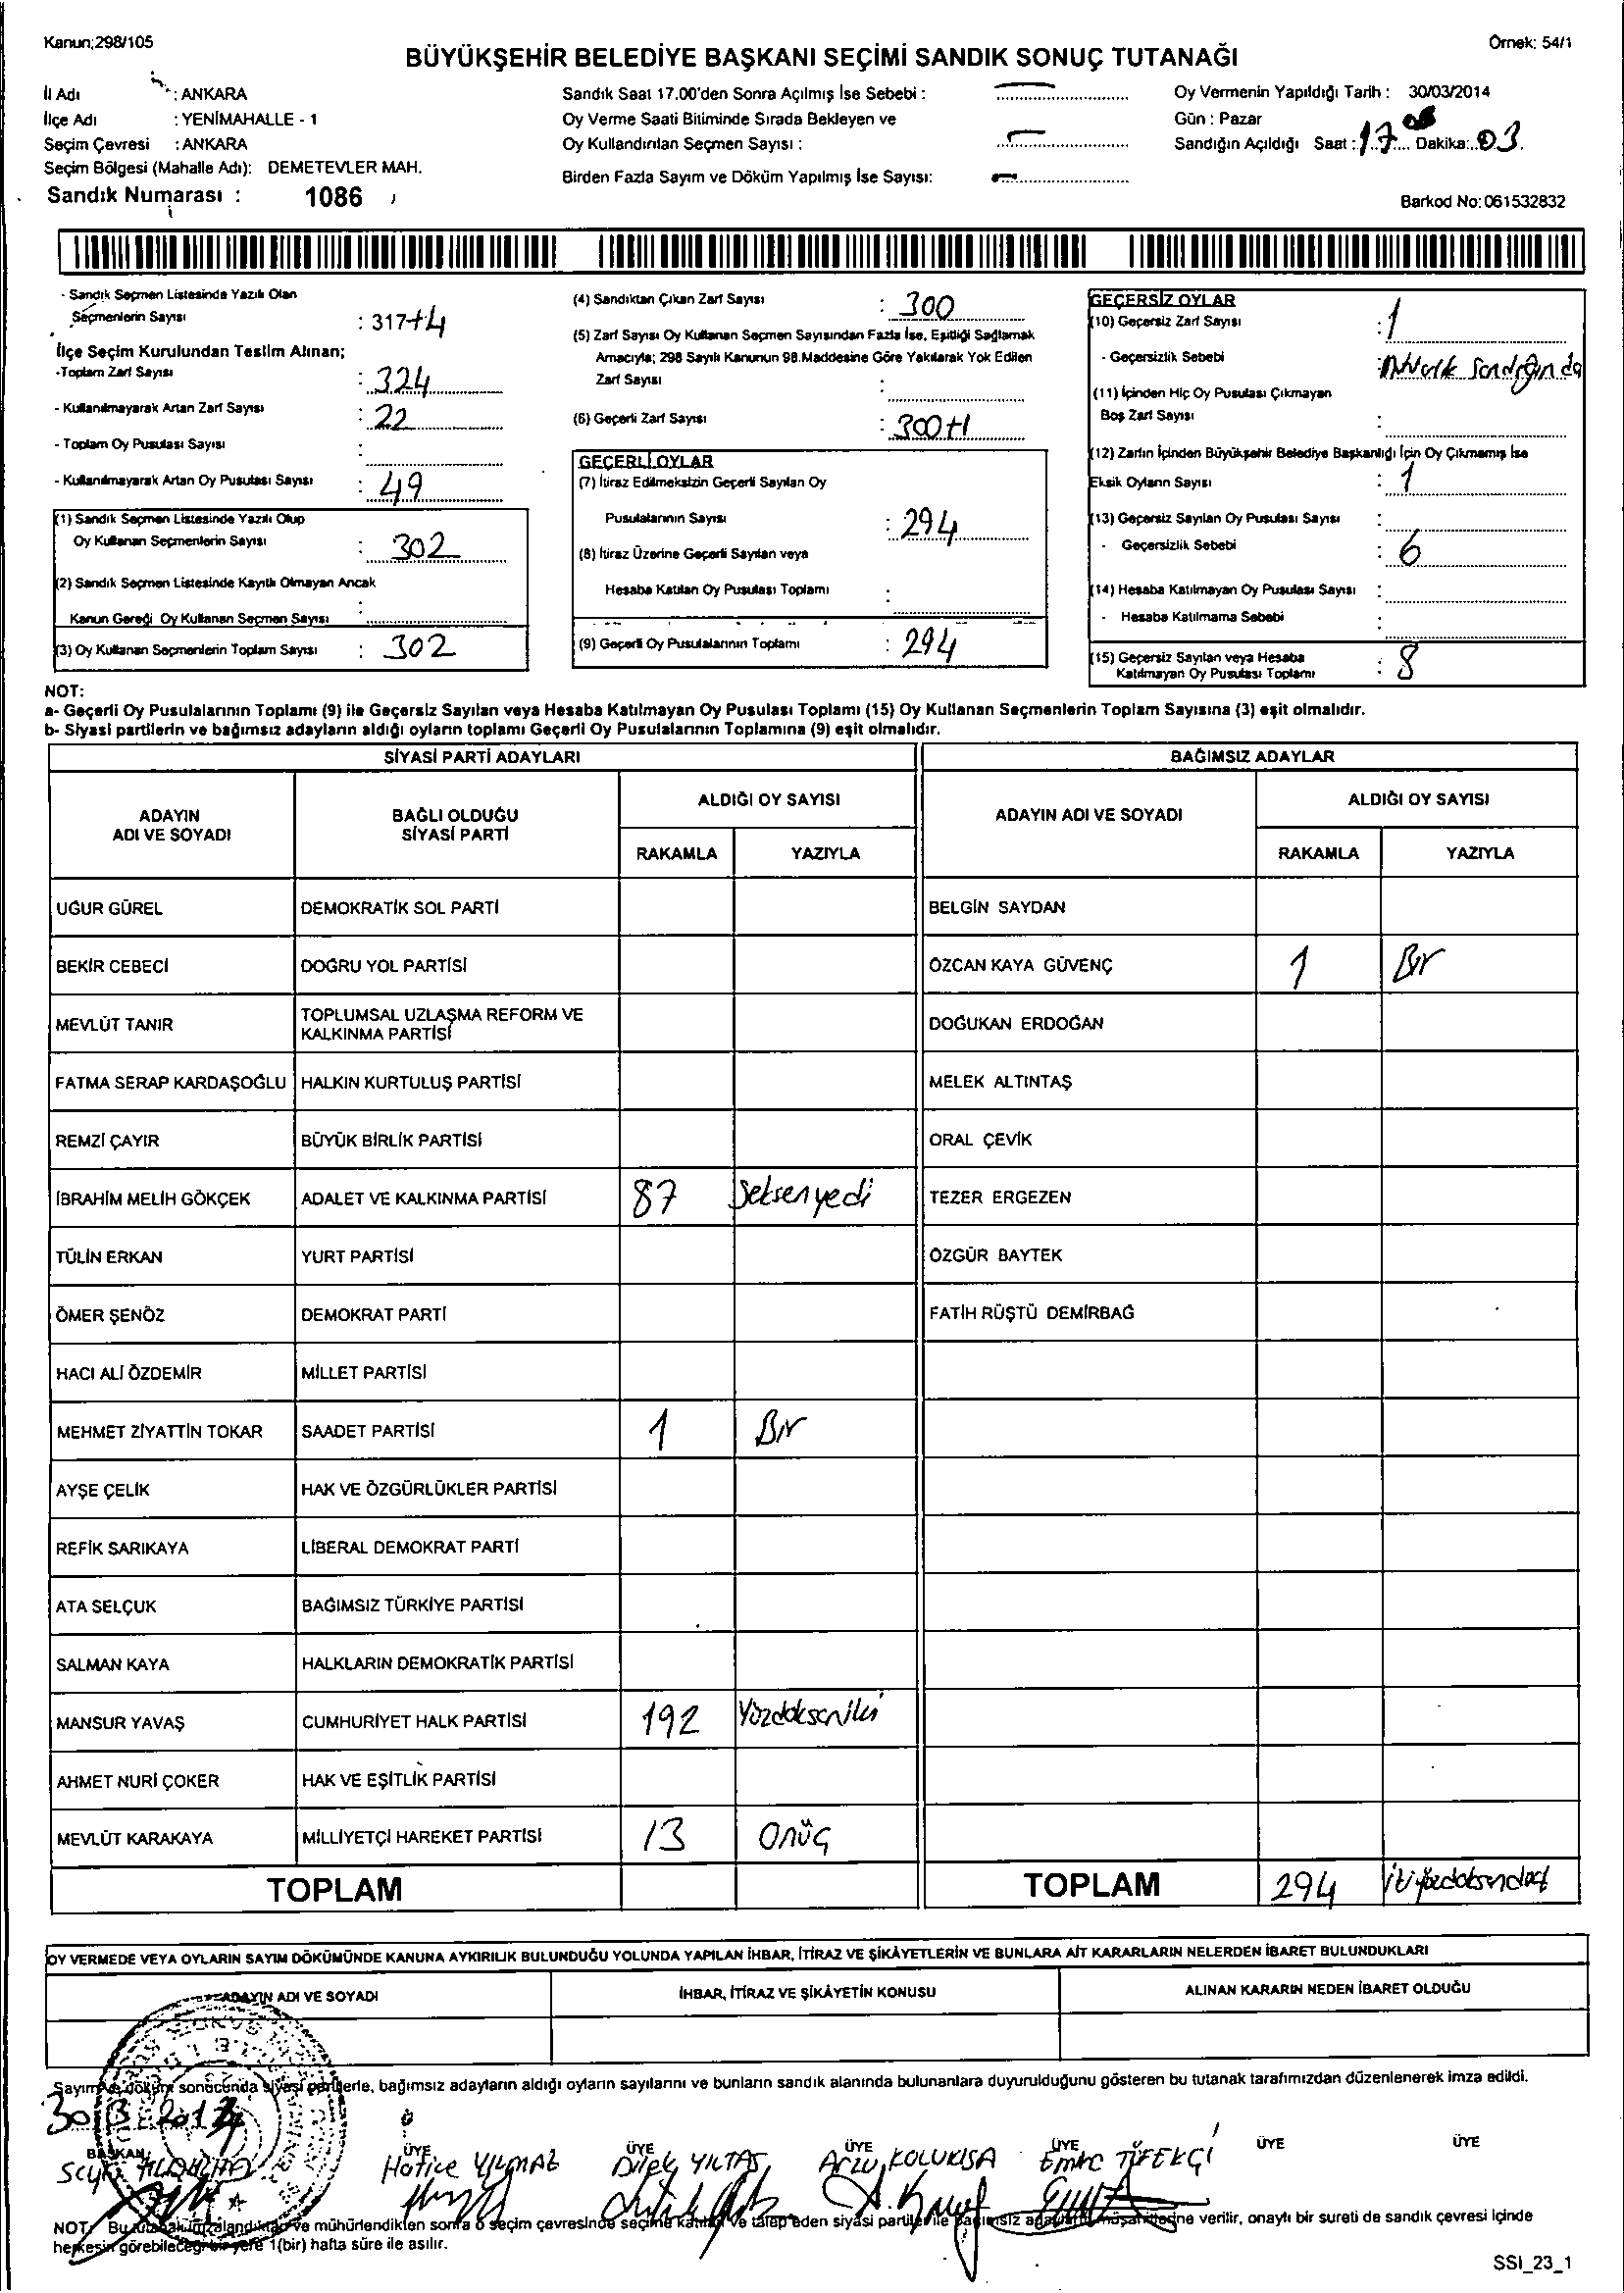 Kanun;298/105
Örnek: 54/1
BÜYÜKŞEHİR BELEDİYE BAŞKANI SEÇİMİ SANDIK SONUÇ TUTANAĞI
İl Adı : ANKARA
İlçe Adı : YENİMAHALLE - 1
Seçim Çevresi : ANKARA
Seçim Bölgesi (Mahalle Adı): DEMETEVLER MAH.
Sandık Numarası : 1086
Sandık Saat 17.00'den Sonra Açılmış İse Sebebi :
Oy Verme Saati Bitiminde Sırada Bekleyen ve
Oy Kullandırılan Seçmen Sayısı :
Birden Fazla Sayım ve Döküm Yapılmış İse Sayısı:
Oy Vermenin Yapıldığı Tarih : 30/03/2014
Gün : Pazar
Sandığın Açıldığı Saat : 17 Dakika: 03
Barkod No: 061532832
- Sandık Seçmen Listesinde Yazılı Olan
Seçmenlerin Sayısı : 317+4
İlçe Seçim Kurulundan Teslim Alınan;
-Toplam Zarf Sayısı : 324
- Kullanılmayarak Artan Zarf Sayısı : 22
- Toplam Oy Pusulası Sayısı :
- Kullanılmayarak Artan Oy Pusulası Sayısı : 49
(1) Sandık Seçmen Listesinde Yazılı Olup
Oy Kullanan Seçmenlerin Sayısı : 302
(2) Sandık Seçmen Listesinde Kayıtlı Olmayan Ancak
Kanun Gereği Oy Kullanan Seçmen Sayısı :
(3) Oy Kullanan Seçmenlerin Toplam Sayısı : 302
(4) Sandıktan Çıkan Zarf Sayısı : 300
(5) Zarf Sayısı Oy Kullanan Seçmen Sayısından Fazla İse, Eşitliği Sağlamak
Amacıyla; 298 Sayılı Kanunun 98.Maddesine Göre Yakılarak Yok Edilen
Zarf Sayısı :
(6) Geçerli Zarf Sayısı : 300+1
GEÇERLİ OYLAR
(7) İtiraz Edilmeksizin Geçerli Sayılan Oy
Pusulalarının Sayısı : 294
(8) İtiraz Üzerine Geçerli Sayılan veya
Hesaba Katılan Oy Pusulası Toplamı :
(9) Geçerli Oy Pusulalarının Toplamı : 294
GEÇERSİZ OYLAR
(10) Geçersiz Zarf Sayısı : 1
- Geçersizlik Sebebi : Sandığında
(11) İçinden Hiç Oy Pusulası Çıkmayan
Boş Zarf Sayısı :
(12) Zarfın İçinden Büyükşehir Belediye Başkanlığı İçin Oy Çıkmamış İse
Eksik Oyların Sayısı : 1
(13) Geçersiz Sayılan Oy Pusulası Sayısı :
- Geçersizlik Sebebi : 6
(14) Hesaba Katılmayan Oy Pusulası Sayısı :
- Hesaba Katılmama Sebebi :
(15) Geçersiz Sayılan veya Hesaba
Katılmayan Oy Pusulası Toplamı : 8
NOT:
a- Geçerli Oy Pusulalarının Toplamı (9) ile Geçersiz Sayılan veya Hesaba Katılmayan Oy Pusulası Toplamı (15) Oy Kullanan Seçmenlerin Toplam Sayısına (3) eşit olmalıdır.
b- Siyasi partilerin ve bağımsız adayların aldığı oyların toplamı Geçerli Oy Pusulalarının Toplamına (9) eşit olmalıdır.
SİYASİ PARTİ ADAYLARI BAĞIMSIZ ADAYLAR
ADAYIN ADI VE SOYADI BAĞLI OLDUĞU SİYASİ PARTİ ALDIĞI OY SAYISI ADAYIN ADI VE SOYADI ALDIĞI OY SAYISI
RAKAMLA YAZIYLA RAKAMLA YAZIYLA
UĞUR GÜREL DEMOKRATİK SOL PARTİ BELGİN SAYDAN
BEKİR CEBECİ DOĞRU YOL PARTİSİ ÖZCAN KAYA GÜVENÇ 1 Bir
MEVLÜT TANIR TOPLUMSAL UZLAŞMA REFORM VE KALKINMA PARTİSİ DOĞUKAN ERDOĞAN
FATMA SERAP KARDAŞOĞLU HALKIN KURTULUŞ PARTİSİ MELEK ALTINTAŞ
REMZİ ÇAYIR BÜYÜK BİRLİK PARTİSİ ORAL ÇEVİK
İBRAHİM MELİH GÖKÇEK ADALET VE KALKINMA PARTİSİ 87 Seksenyedi TEZER ERGEZEN
TÜLİN ERKAN YURT PARTİSİ ÖZGÜR BAYTEK
ÖMER ŞENÖZ DEMOKRAT PARTİ FATİH RÜŞTÜ DEMİRBAĞ
HACI ALİ ÖZDEMİR MİLLET PARTİSİ
MEHMET ZİYATTİN TOKAR SAADET PARTİSİ 1 Bir
AYŞE ÇELİK HAK VE ÖZGÜRLÜKLER PARTİSİ
REFİK SARIKAYA LİBERAL DEMOKRAT PARTİ
ATA SELÇUK BAĞIMSIZ TÜRKİYE PARTİSİ
SALMAN KAYA HALKLARIN DEMOKRATİK PARTİSİ
MANSUR YAVAŞ CUMHURİYET HALK PARTİSİ 192 Yüzdoksaniki
AHMET NURİ ÇOKER HAK VE EŞİTLİK PARTİSİ
MEVLÜT KARAKAYA MİLLİYETÇİ HAREKET PARTİSİ 13 onüç
TOPLAM TOPLAM 294 ikiyüzdoksandört
OY VERMEDE VEYA OYLARIN SAYIM DÖKÜMÜNDE KANUNA AYKIRILIK BULUNDUĞU YOLUNDA YAPILAN İHBAR, İTİRAZ VE ŞİKÂYETLERİN VE BUNLARA AİT KARARLARIN NELERDEN İBARET BULUNDUKLARI
ADAYIN ADI VE SOYADI İHBAR, İTİRAZ VE ŞİKÂYETİN KONUSU ALINAN KARARIN NEDEN İBARET OLDUĞU
Sayım ve döküm sonucunda siyasi partilerle, bağımsız adayların aldığı oyların sayılarını ve bunların sandık alanında bulunanlara duyurulduğunu gösteren bu tutanak tarafımızdan düzenlenerek imza edildi.
BAŞKAN ÜYE ÜYE ÜYE ÜYE ÜYE ÜYE
Hatice YILMAZ Dilek YILTAŞ Arzu KOLUKISA Emre TÜFEKÇİ
NOT: Bu tutanak imzalandıktan ve mühürlendikten sonra o seçim çevresinde seçime katılan ve talep eden siyasi partiler ile bağımsız adayların müşahitlerine verilir, onaylı bir sureti de sandık çevresi içinde
herkesin görebileceği bir yere 1(bir) hafta süre ile asılır.
SSI_23_1